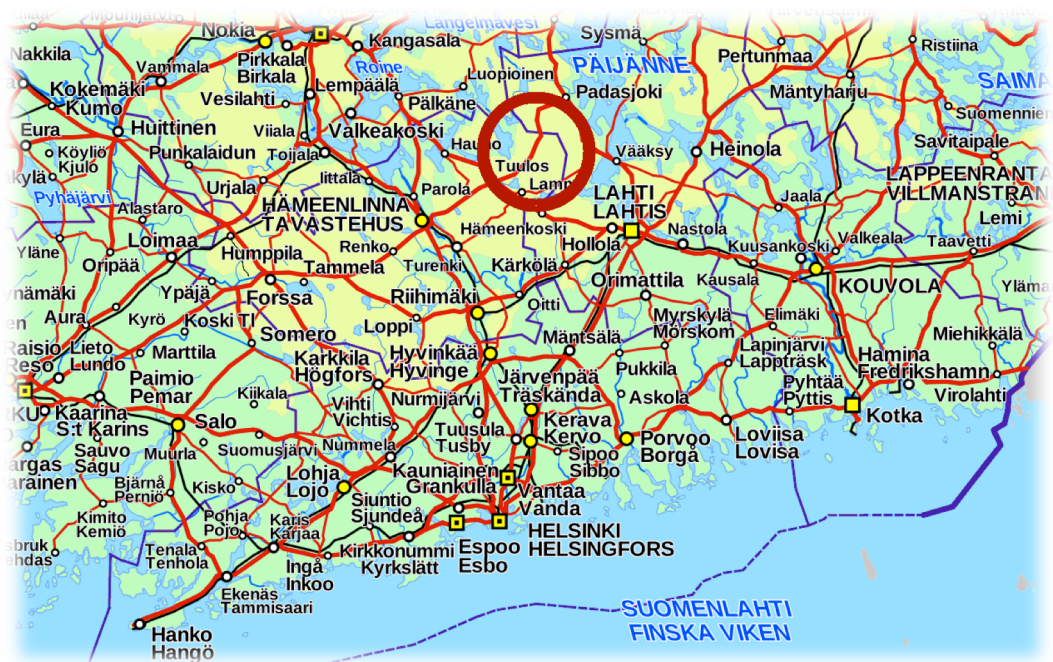 Nokia
Längelmävesi
Kangasala
Sysmä
Ristiina
Nakkila
Vammala
Pirkkala
Birkala
Roine
Luopioinen
PÄIJÄNNE
Pertunmaa
SAIMA
Kokemäki
Kumo
Vesilahti
Lempäälä
Pälkäne
Padasjoki
Mäntyharju
Suomennien
Eura
Huittinen
Viiala
Valkeakoski
Köyliö
Kjulo
Punkalaidun
Toijala
Tuulos
Vääksy
Heinola
Savitaipale
Pyhäjärvi
Urjala
Iittala
Parola
LAHTI
LAHTIS
Jaala
LAPPEENRANTA
VILLMANSTRAN
Alastaro
HÄMEENLINNA
TAVASTEHUS
Lemi
Yläne
Loimaa
Humppila
Renko
Hämeenkoski
Hollola
Nastola
Kuusankoski
Valkeala
Taavetti
Oripää
Tammela
Turenki
Kärkölä
Orimattila
Kausala
KOUVOLA
Ylämä
Ypäjä
Forssa
Riihimäki
Oitti
Aura
Kyrö
Koski Tl
Somero
Loppi
Mäntsälä
Myrskylä
Mörskom
Elimäki
Miehikkälä
Raisio
Reso
Lieto
Lundo
Marttila
Karkkila
Högfors
Hyvinkää
Hyvinge
Lapinjärvi
Lappträsk
Hamina
Fredrikshamn
Paimio
Pemar
Kiikala
Järvenpää
Träskända
Pukkila
Pyhtää
Pyttis
Virolahti
Kaarina
S:t Karins
Salo
Vihti
Vichtis
Nurmijärvi
Kerava
Kervo
Askola
Kotka
Sauvo
Sagu
Muurla
Suomusjärvi
Nummela
Tuusula
Tusby
Sipoo
Sibbo
Porvoo
Borgå
Loviisa
Lovisa
Bjärnå
Perniö
Kisko
Lohja
Lojo
Kauniainen
Grankulla
Vantaa
Vanda
Siuntio
Sjundeå
Kimito
Kemiö
Pohja
Pojo
Karis
Karjaa
HELSINKI
HELSINGFORS
Tenala
Tenhola
Kirkkonummi
Kyrkslätt
Espoo
Esbo
Ingå
Inkoo
Ekenäs
Tammisaari
SUOMENLAHTI
FINSKA VIKEN
Hanko
Hangö